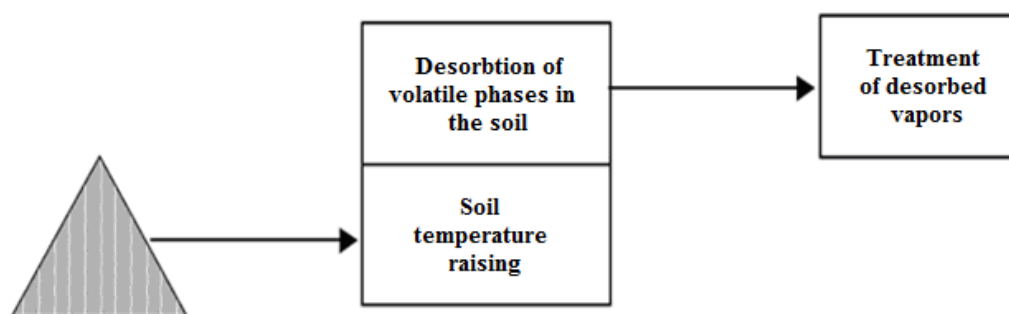 Desorbtion of
volatile phases in
the soil
Treatment
of desorbed
vapors
Soil
temperature
raising